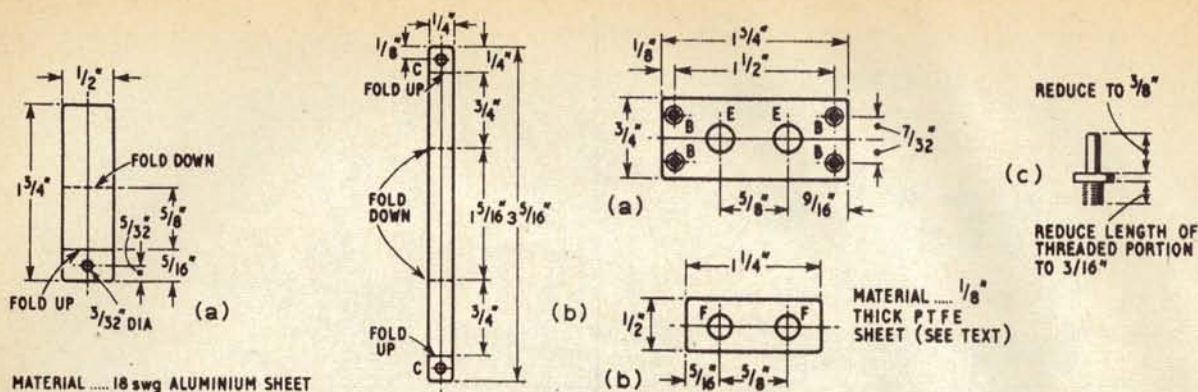 1/2"
1 3/4"
FOLD DOWN
5/32"
5/8"
5/16"
FOLD UP
3/32" DIA
(a)
MATERIAL .... 18 swg ALUMINIUM SHEET
1/4"
1/8"
1/4"
C
FOLD UP
3/4"
FOLD DOWN
1 5/16"
3 5/16"
3/4"
FOLD UP
C
(b)
1 3/4"
1/8"
1 1/2"
3/4"
B
E
E
B
B
B
7/32"
(a)
5/8"
9/16"
1 1/4"
1/2"
F
F
5/16"
5/8"
(b)
MATERIAL ..... 1/8"
THICK PTFE
SHEET (SEE TEXT)
REDUCE TO 3/8"
(c)
REDUCE LENGTH OF
THREADED PORTION
TO 3/16"